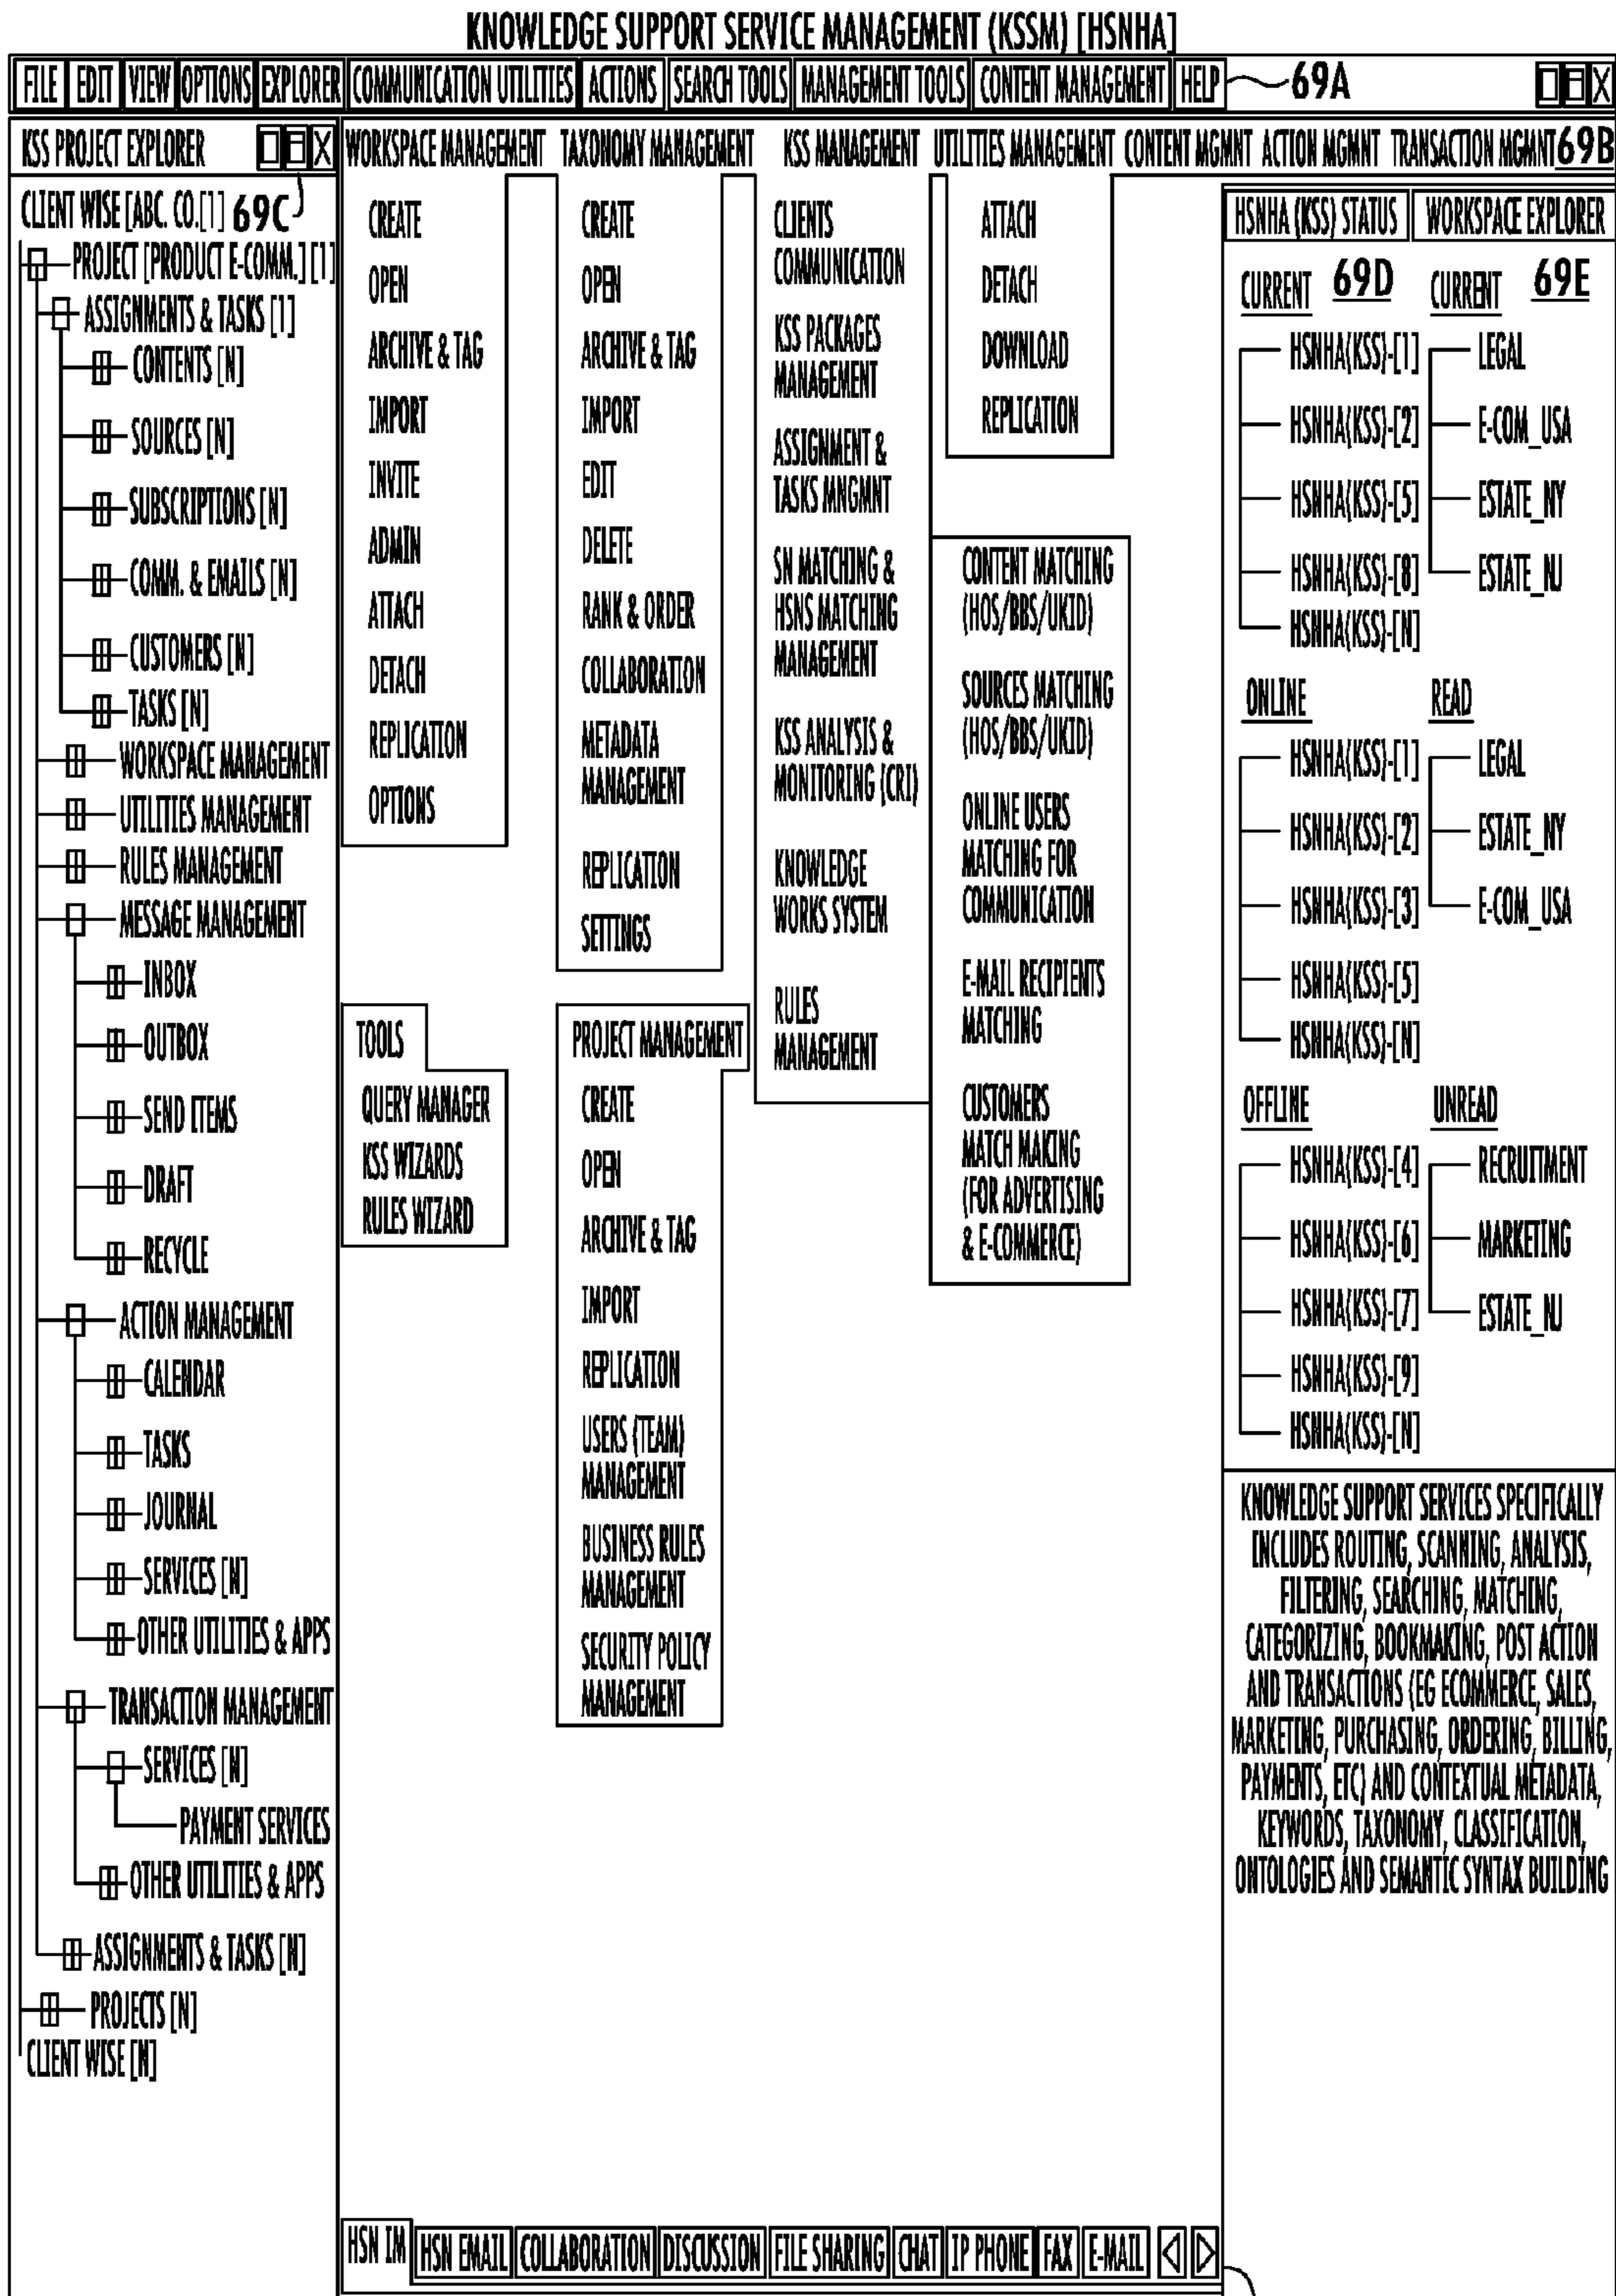 KNOWLEDGE SUPPORT SERVICE MANAGEMENT (KSSM) [HSNHA]
FILE EDIT VIEW OPTIONS EXPLORER COMMUNICATION UTILITIES ACTIONS SEARCH TOOLS MANAGEMENT TOOLS CONTENT MANAGEMENT HELP 69A X
KSS PROJECT EXPLORER X
CLIENT WISE [ABC. CO.[1] 69C
PROJECT [PRODUCT E-COMM.] [1]
ASSIGNMENTS & TASKS [1]
CONTENTS [N]
SOURCES [N]
SUBSCRIPTIONS [N]
COMM. & EMAILS [N]
CUSTOMERS [N]
TASKS [N]
WORKSPACE MANAGEMENT
UTILITIES MANAGEMENT
RULES MANAGEMENT
MESSAGE MANAGEMENT
INBOX
OUTBOX
SEND ITEMS
DRAFT
RECYCLE
ACTION MANAGEMENT
CALENDAR
TASKS
JOURNAL
SERVICES [N]
OTHER UTILITIES & APPS
TRANSACTION MANAGEMENT
SERVICES [N]
PAYMENT SERVICES
OTHER UTILITIES & APPS
ASSIGNMENTS & TASKS [N]
PROJECTS [N]
CLIENT WISE [N]
WORKSPACE MANAGEMENT TAXONOMY MANAGEMENT KSS MANAGEMENT UTILITIES MANAGEMENT CONTENT MGMNT ACTION MGMNT TRANSACTION MGMNT 69B
CREATE
OPEN
ARCHIVE & TAG
IMPORT
INVITE
ADMIN
ATTACH
DETACH
REPLICATION
OPTIONS
TOOLS
QUERY MANAGER
KSS WIZARDS
RULES WIZARD
CREATE
OPEN
ARCHIVE & TAG
IMPORT
EDIT
DELETE
RANK & ORDER
COLLABORATION
METADATA
MANAGEMENT
REPLICATION
SETTINGS
PROJECT MANAGEMENT
CREATE
OPEN
ARCHIVE & TAG
IMPORT
REPLICATION
USERS (TEAM)
MANAGEMENT
BUSINESS RULES
MANAGEMENT
SECURITY POLICY
MANAGEMENT
CLIENTS
COMMUNICATION
KSS PACKAGES
MANAGEMENT
ASSIGNMENT &
TASKS MNGMNT
SN MATCHING &
HSNS MATCHING
MANAGEMENT
KSS ANALYSIS &
MONITORING (CRI)
KNOWLEDGE
WORKS SYSTEM
RULES
MANAGEMENT
ATTACH
DETACH
DOWNLOAD
REPLICATION
CONTENT MATCHING
(HOS/BBS/UKID)
SOURCES MATCHING
(HOS/BBS/UKID)
ONLINE USERS
MATCHING FOR
COMMUNICATION
E-MAIL RECIPIENTS
MATCHING
CUSTOMERS
MATCH MAKING
(FOR ADVERTISING
& E-COMMERCE)
HSNHA (KSS) STATUS WORKSPACE EXPLORER
CURRENT 69D
HSNHA(KSS)-[1]
HSNHA(KSS)-[2]
HSNHA(KSS)-[5]
HSNHA(KSS)-[8]
HSNHA(KSS)-[N]
ONLINE
HSNHA(KSS)-[1]
HSNHA(KSS)-[2]
HSNHA(KSS)-[3]
HSNHA(KSS)-[5]
HSNHA(KSS)-[N]
OFFLINE
HSNHA(KSS)-[4]
HSNHA(KSS)-[6]
HSNHA(KSS)-[7]
HSNHA(KSS)-[9]
HSNHA(KSS)-[N]
CURRENT 69E
LEGAL
E-COM_USA
ESTATE_NY
ESTATE_NJ
READ
LEGAL
ESTATE_NY
E-COM_USA
UNREAD
RECRUITMENT
MARKETING
ESTATE_NJ
KNOWLEDGE SUPPORT SERVICES SPECIFICALLY
INCLUDES ROUTING, SCANNING, ANALYSIS,
FILTERING, SEARCHING, MATCHING,
CATEGORIZING, BOOKMAKING, POST ACTION
AND TRANSACTIONS (EG ECOMMERCE, SALES,
MARKETING, PURCHASING, ORDERING, BILLING,
PAYMENTS, ETC) AND CONTEXTUAL METADATA,
KEYWORDS, TAXONOMY, CLASSIFICATION,
ONTOLOGIES AND SEMANTIC SYNTAX BUILDING
HSN IM HSN EMAIL COLLABORATION DISCUSSION FILE SHARING CHAT IP PHONE FAX E-MAIL